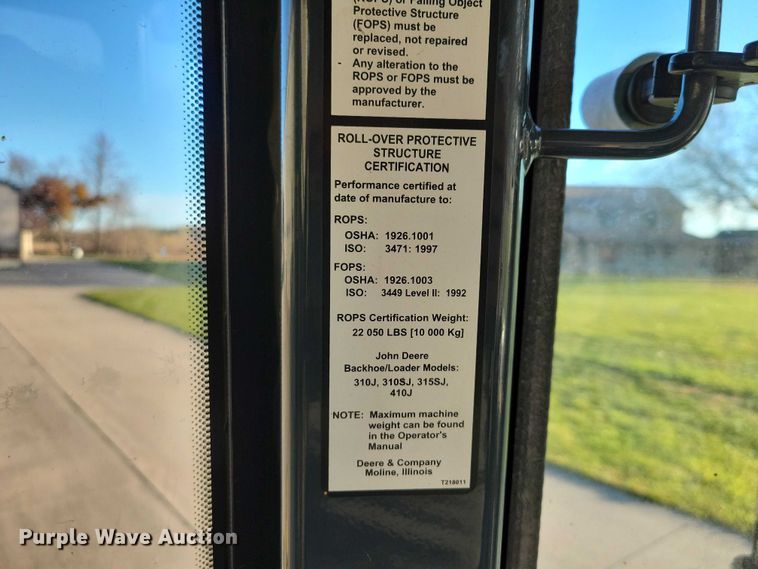 (ROPS) or Falling Object
Protective Structure
(FOPS) must be
replaced, not repaired
or revised.
- Any alteration to the
ROPS or FOPS must be
approved by the
manufacturer.
ROLL-OVER PROTECTIVE
STRUCTURE
CERTIFICATION
Performance certified at
date of manufacture to:
ROPS:
OSHA: 1926.1001
ISO: 3471: 1997
FOPS:
OSHA: 1926.1003
ISO: 3449 Level II: 1992
ROPS Certification Weight:
22 050 LBS [10 000 Kg]
John Deere
Backhoe/Loader Models:
310J, 310SJ, 315SJ,
410J
NOTE: Maximum machine
weight can be found
in the Operator's
Manual
Deere & Company
Moline, Illinois
T218011
Purple Wave Auction